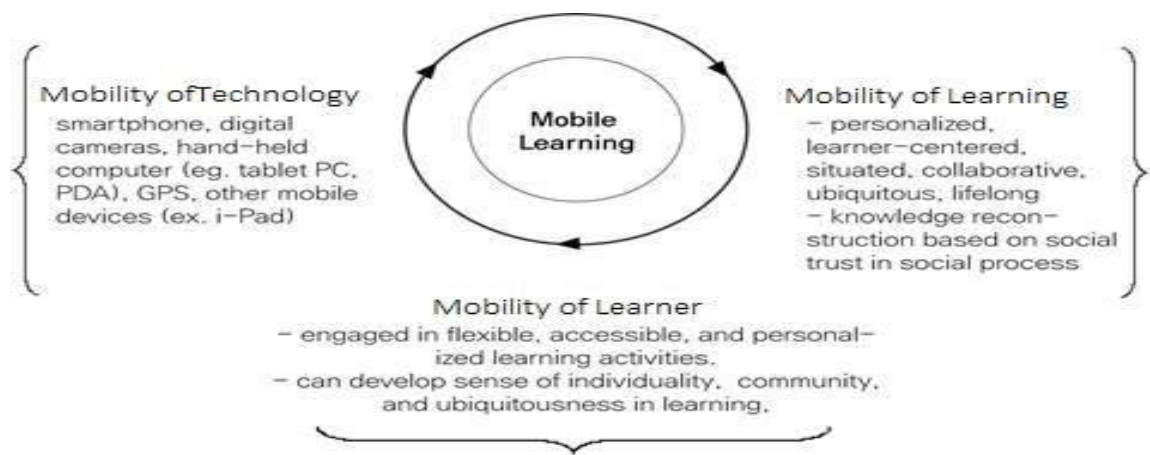 Mobility ofTechnology
smartphone, digital
cameras, hand-held
computer (eg. tablet PC,
PDA), GPS, other mobile
devices (ex. i-Pad)
Mobile
Learning
Mobility of Learning
- personalized,
learner-centered,
situated, collaborative,
ubiquitous, lifelong
- knowledge recon-
struction based on social
trust in social process
Mobility of Learner
- engaged in flexible, accessible, and personal-
ized learning activities.
- can develop sense of individuality, community,
and ubiquitousness in learning,